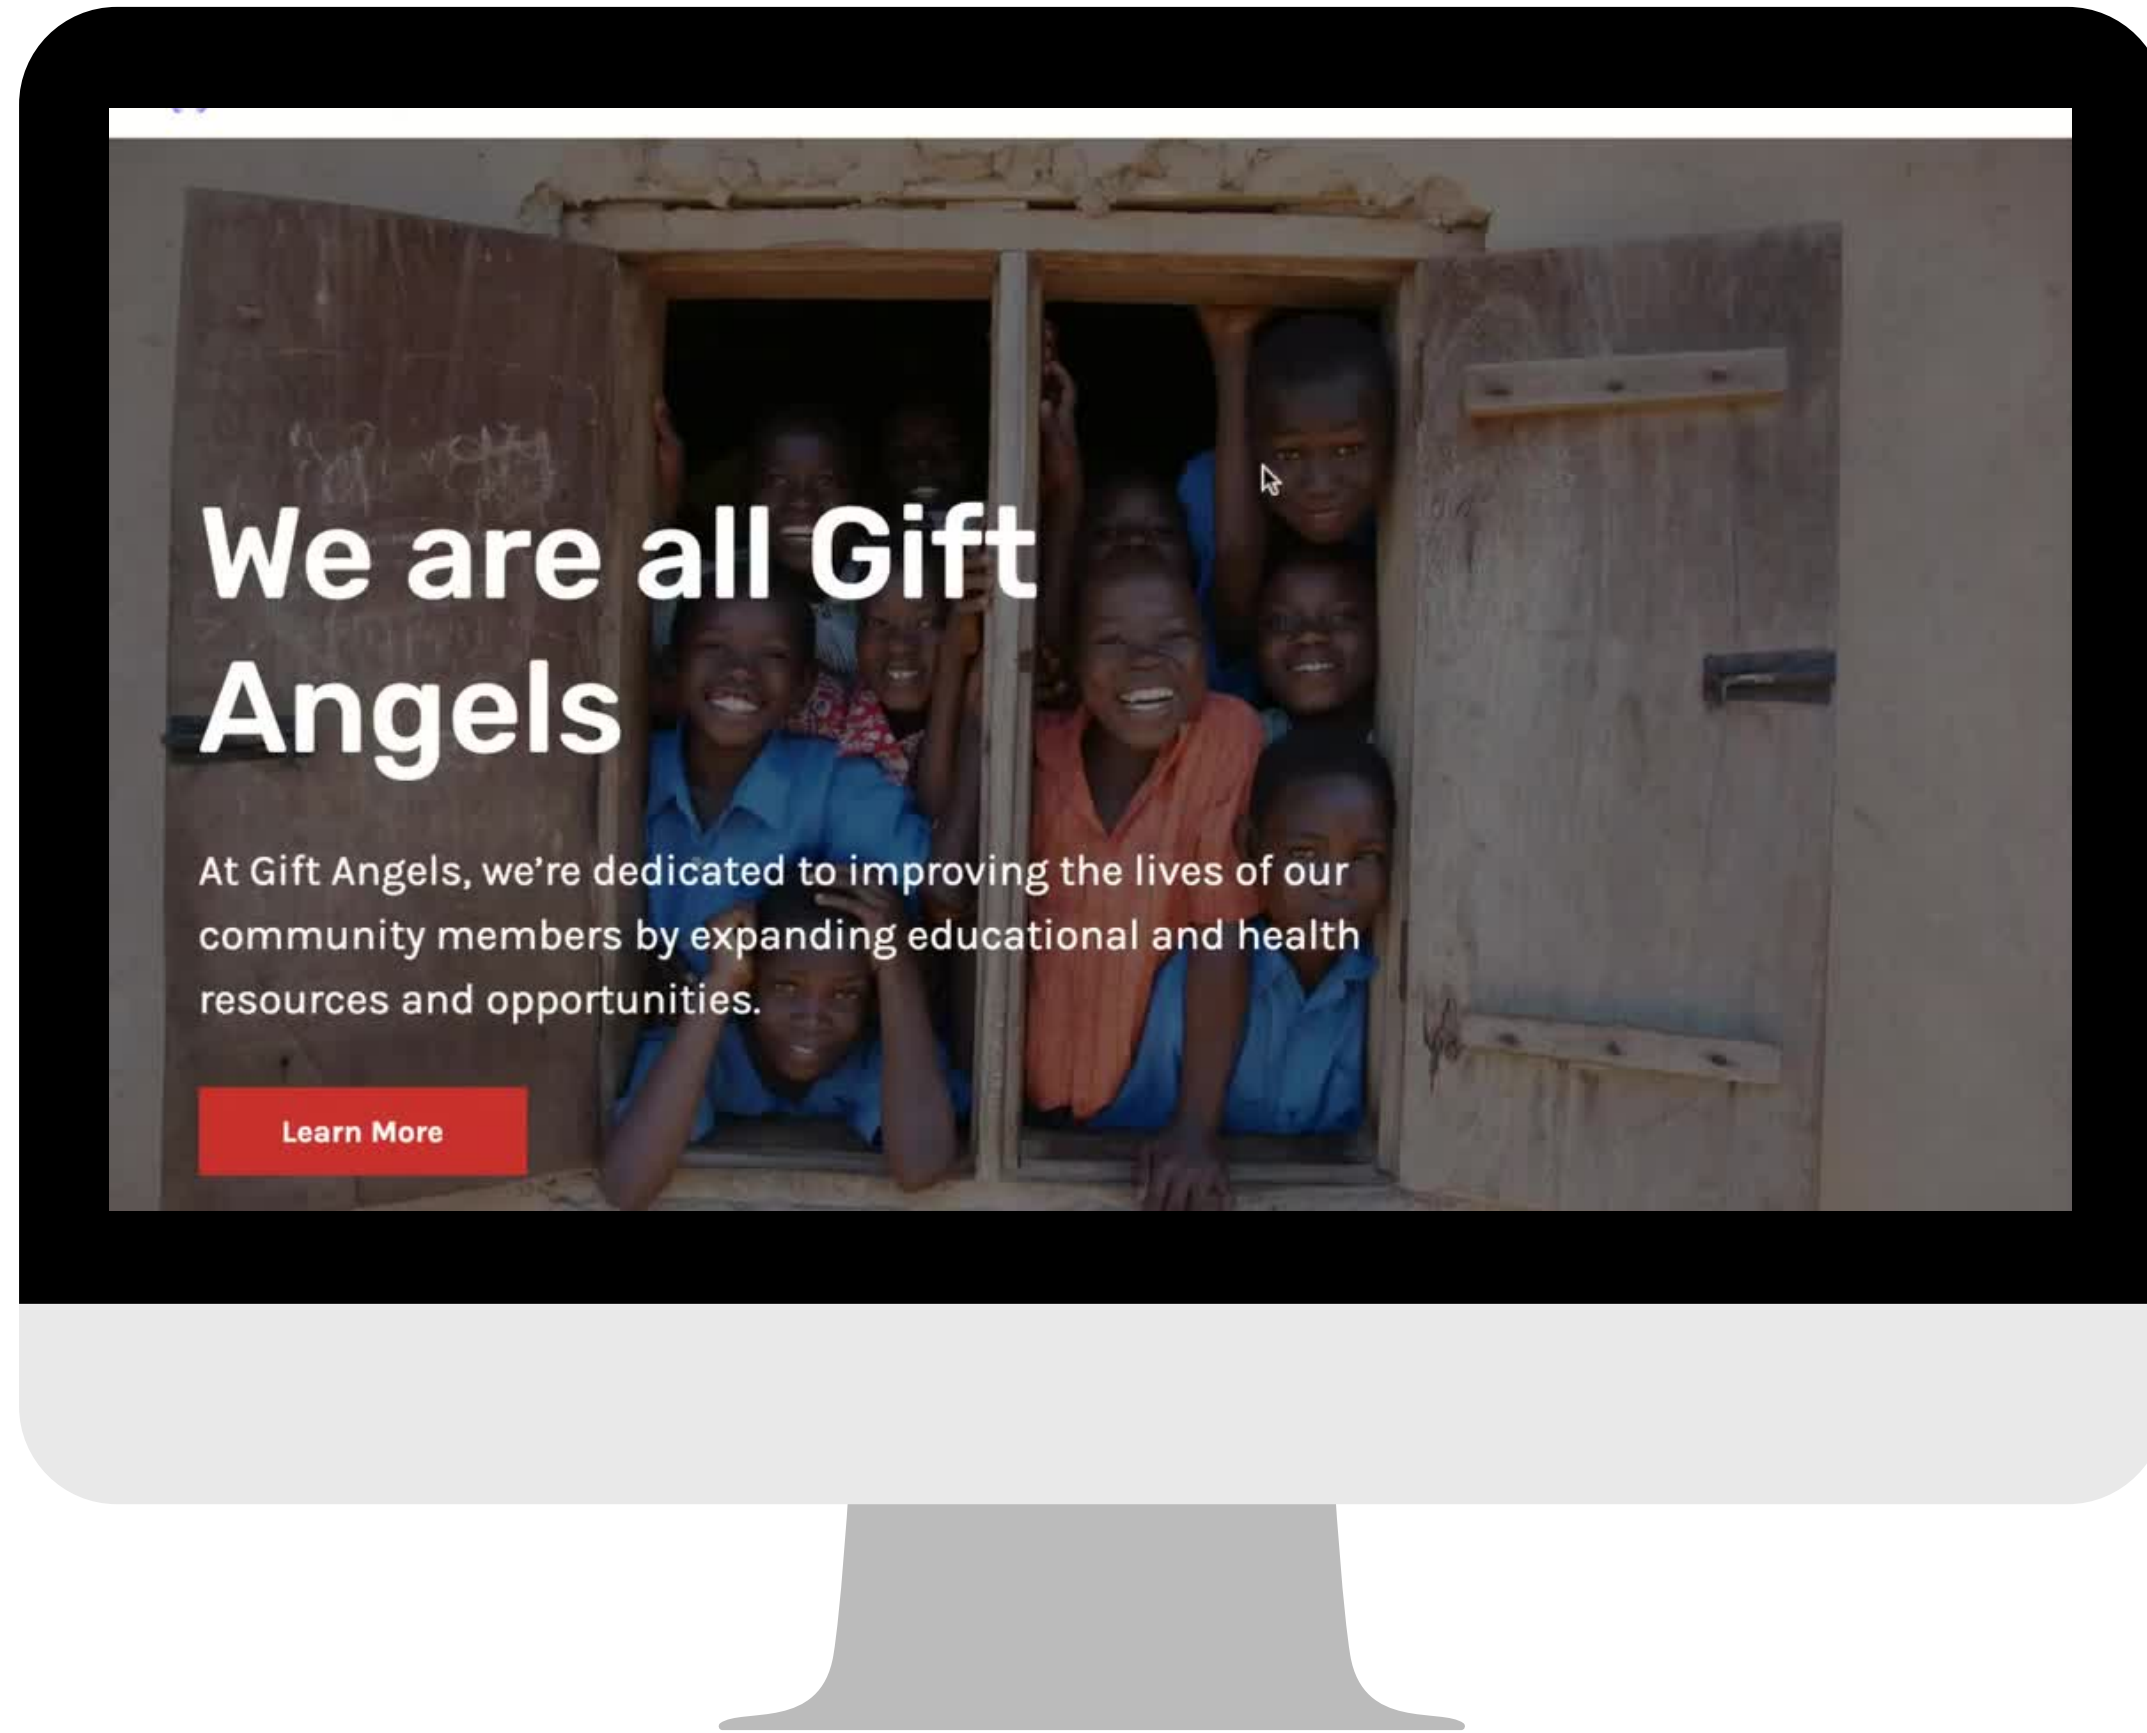 We are all Gift
Angels
At Gift Angels, we’re dedicated to improving the lives of our
community members by expanding educational and health
resources and opportunities.
Learn More